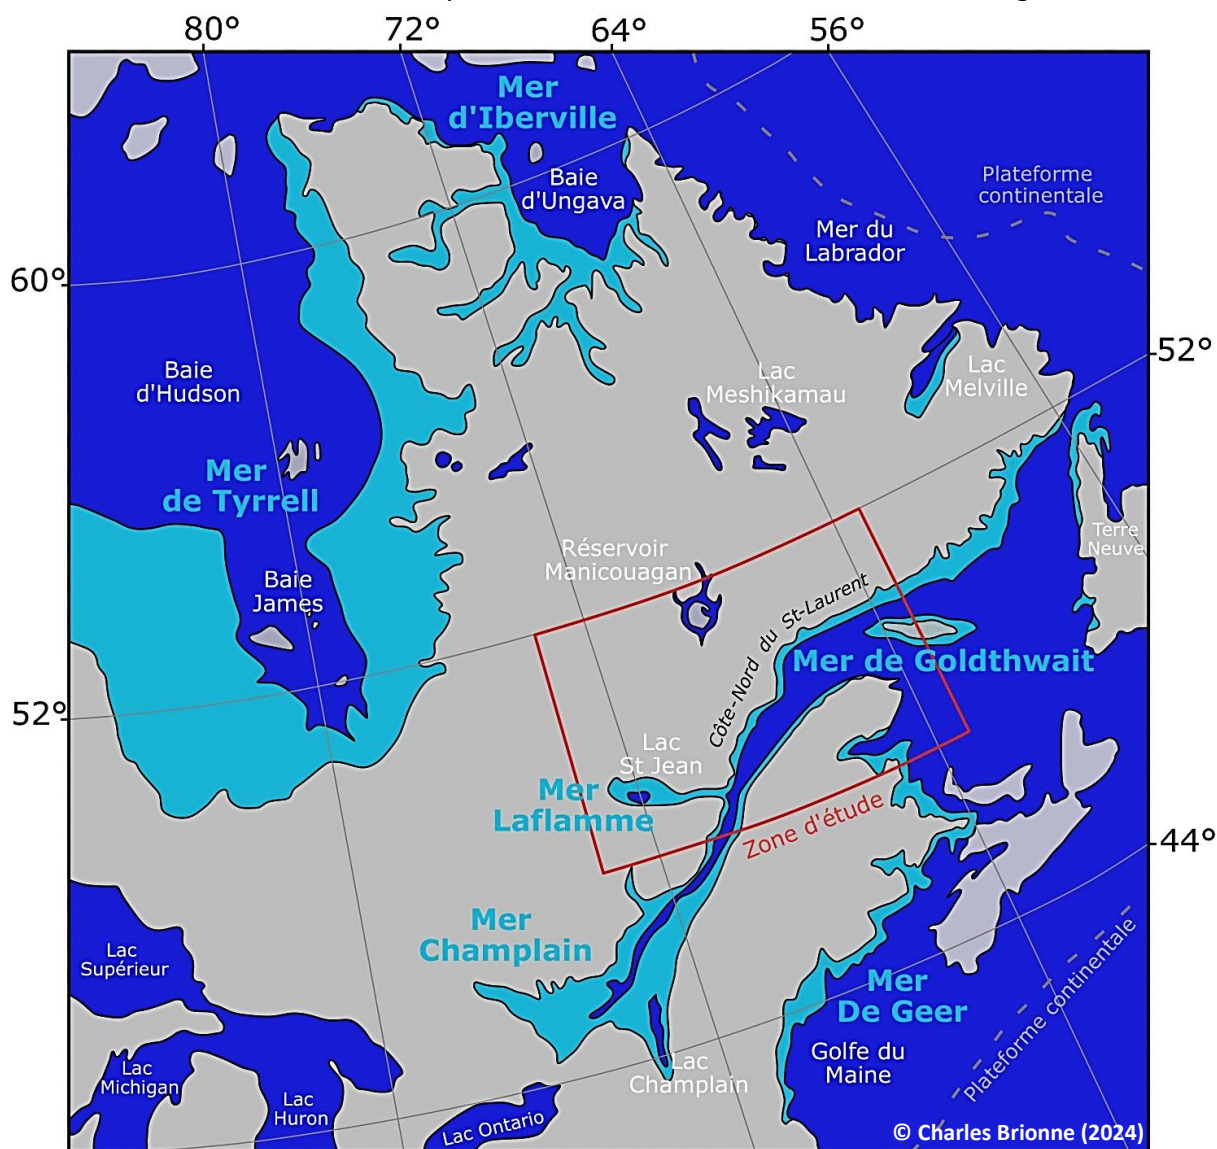 80°
72°
64°
56°
Mer
d'Iberville
Baie
d'Ungava
Plateforme
continentale
Mer du
Labrador
60°
52°
Baie
d'Hudson
Lac
Meshikamau
Lac
Melville
Mer
de Tyrrell
Terre
Neuve
Réservoir
Manicouagan
Baie
James
Côte-Nord du St-Laurent
Mer de Goldthwait
52°
Lac
St Jean
Mer
Laflamme
Zone d'étude
44°
Mer
Champlain
Lac
Supérieur
Mer
De Geer
Plateforme continentale
Golfe du
Maine
Lac
Michigan
Lac
Champlain
Lac
Huron
Lac Ontario
© Charles Brionne (2024)